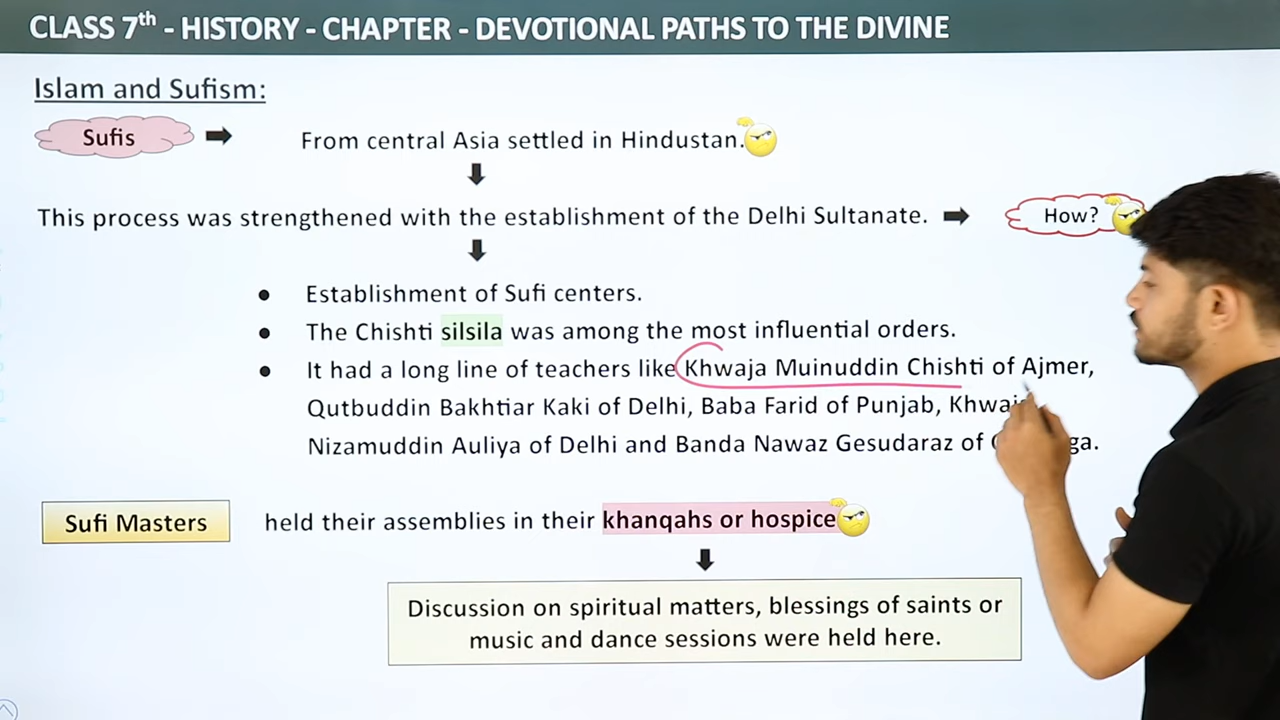 CLASS 7th - HISTORY - CHAPTER - DEVOTIONAL PATHS TO THE DIVINE
Islam and Sufism:
Sufis ➡ From central Asia settled in Hindustan.
This process was strengthened with the establishment of the Delhi Sultanate. ➡ How?
● Establishment of Sufi centers.
● The Chishti silsila was among the most influential orders.
● It had a long line of teachers like Khwaja Muinuddin Chishti of Ajmer,
Qutbuddin Bakhtiar Kaki of Delhi, Baba Farid of Punjab,
Nizamuddin Auliya of Delhi and Banda Nawaz Gesudaraz of
Sufi Masters held their assemblies in their khanqahs or hospice
Discussion on spiritual matters, blessings of saints or
music and dance sessions were held here.